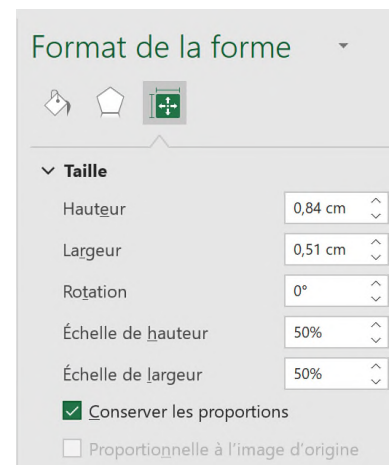 Format de la forme
Taille
Hauteur 0,84 cm
Largeur 0,51 cm
Rotation 0°
Échelle de hauteur 50%
Échelle de largeur 50%
Conserver les proportions
Proportionnelle à l'image d'origine